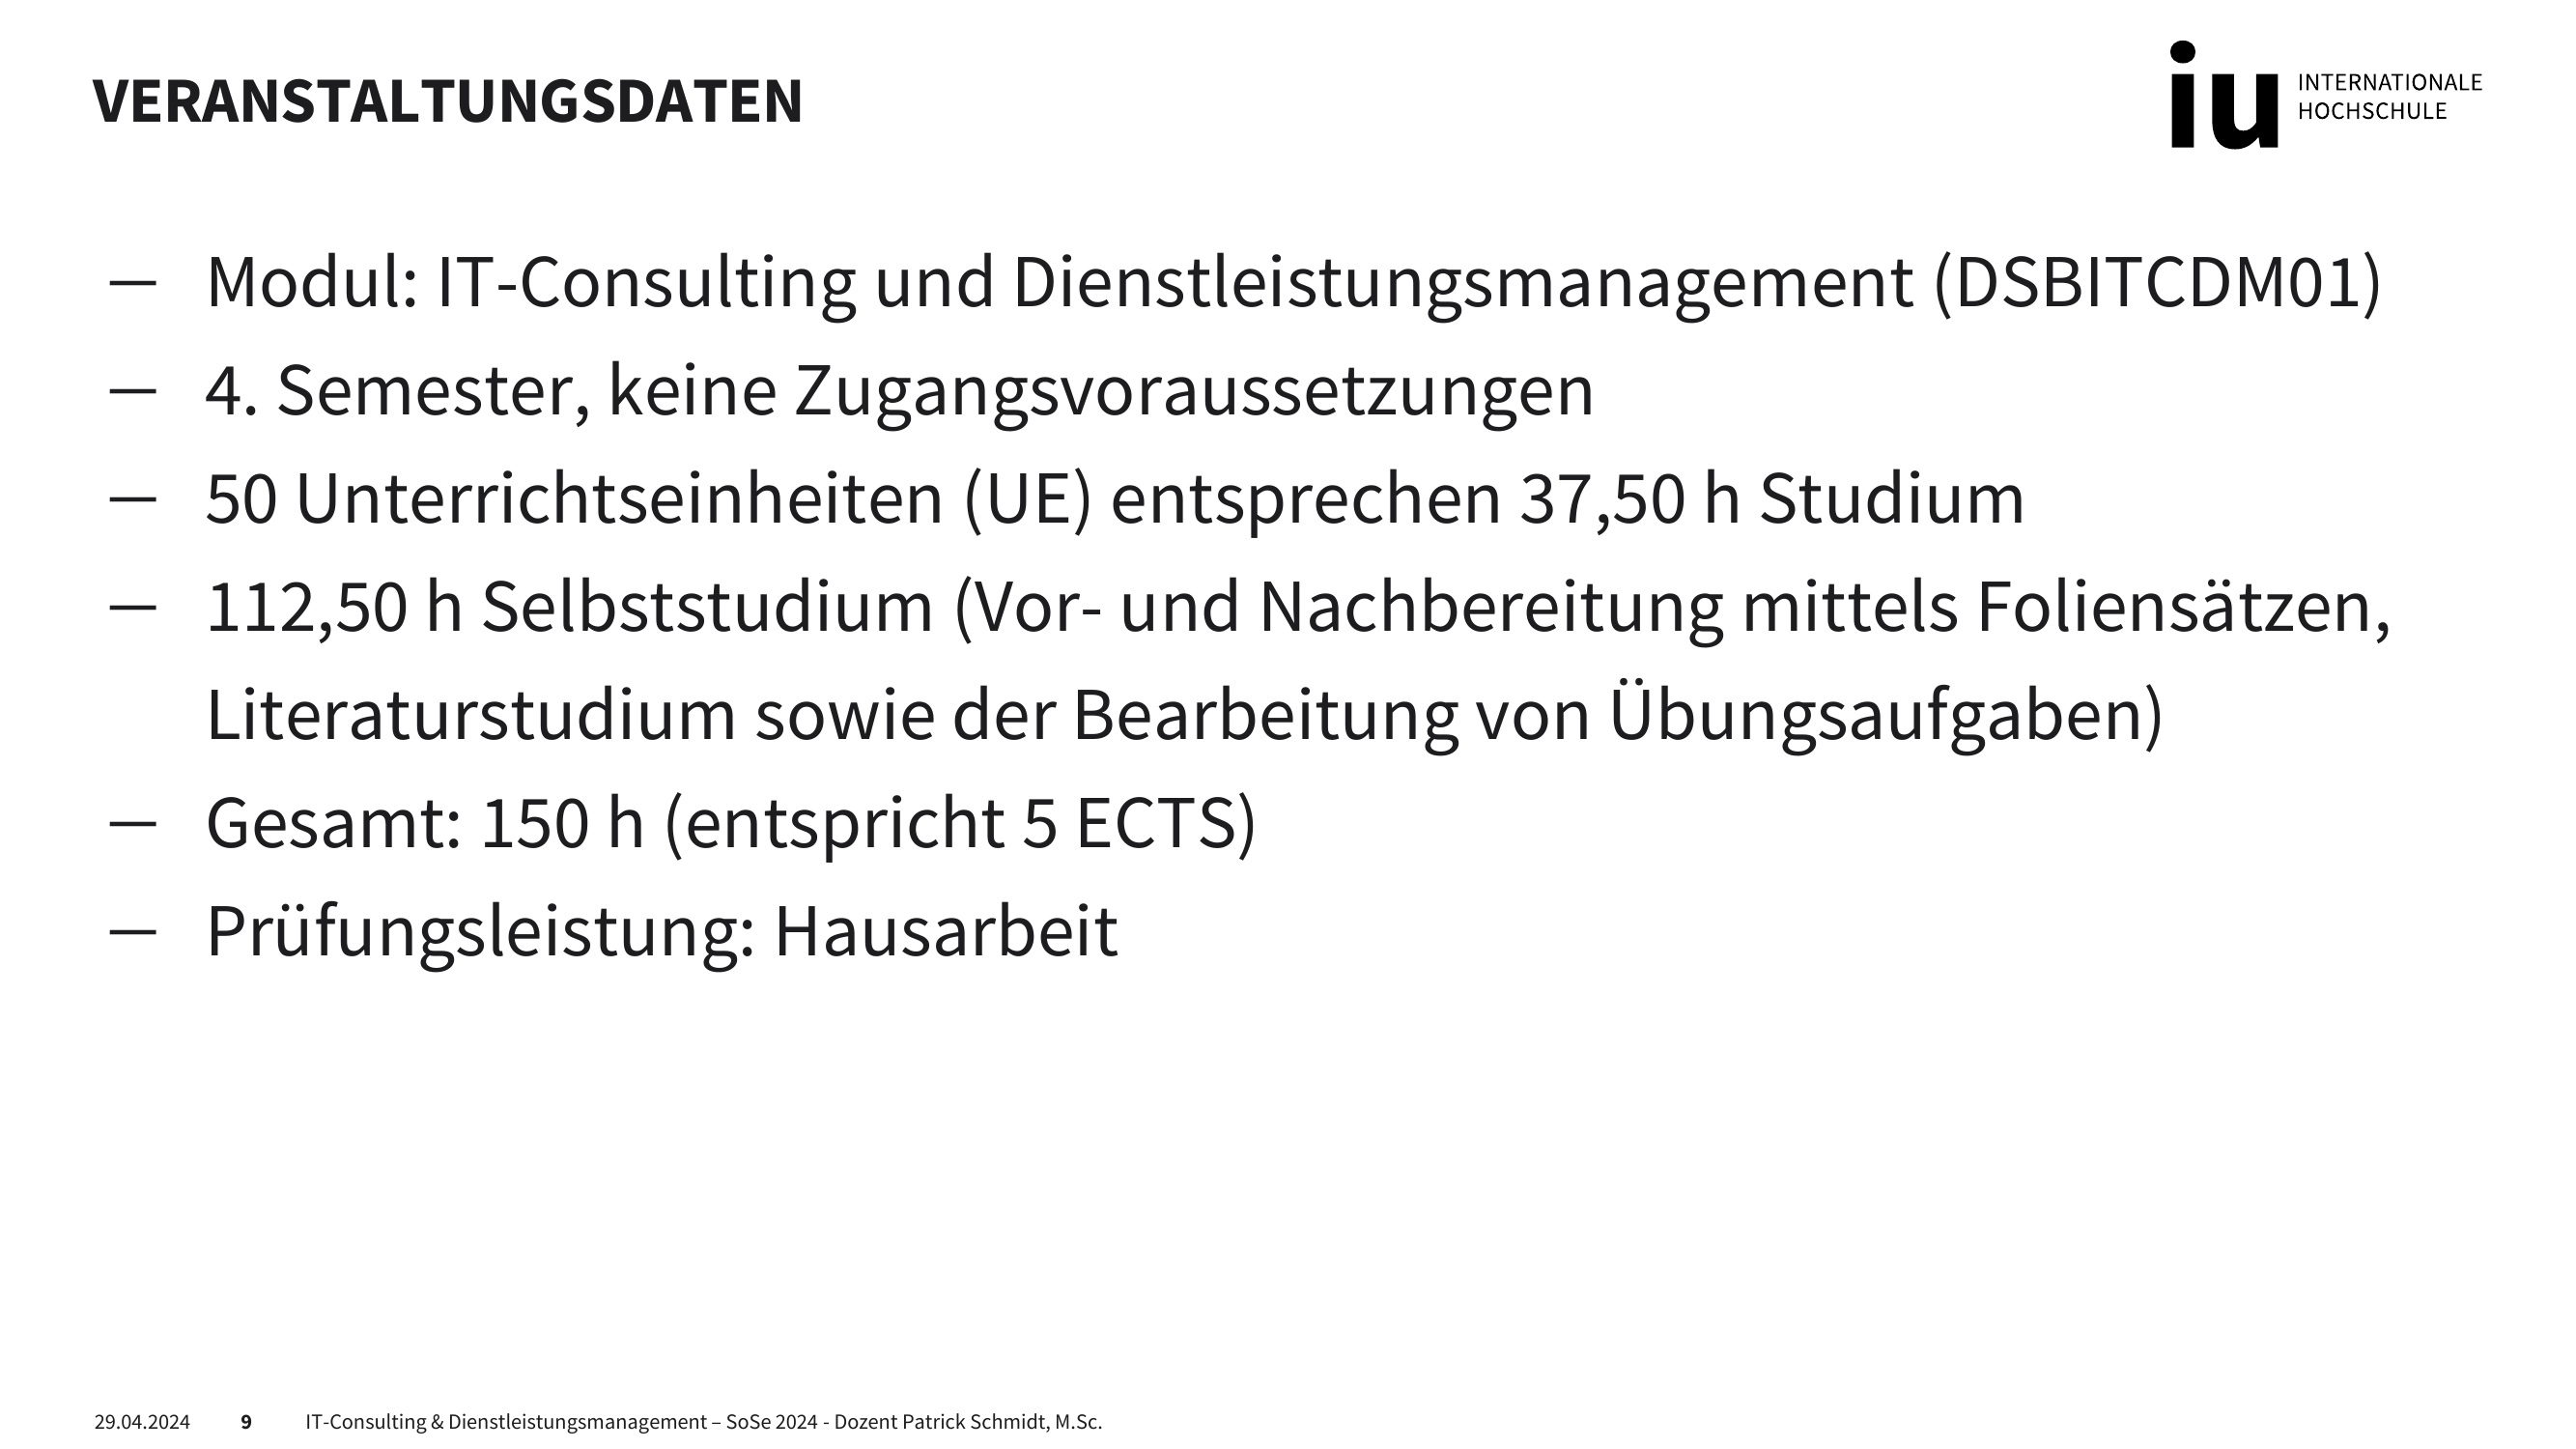 VERANSTALTUNGSDATEN
iu INTERNATIONALE
HOCHSCHULE
— Modul: IT-Consulting und Dienstleistungsmanagement (DSBITCDM01)
— 4. Semester, keine Zugangsvoraussetzungen
— 50 Unterrichtseinheiten (UE) entsprechen 37,50 h Studium
— 112,50 h Selbststudium (Vor- und Nachbereitung mittels Foliensätzen,
Literaturstudium sowie der Bearbeitung von Übungsaufgaben)
— Gesamt: 150 h (entspricht 5 ECTS)
— Prüfungsleistung: Hausarbeit
29.04.2024 9 IT-Consulting & Dienstleistungsmanagement – SoSe 2024 - Dozent Patrick Schmidt, M.Sc.